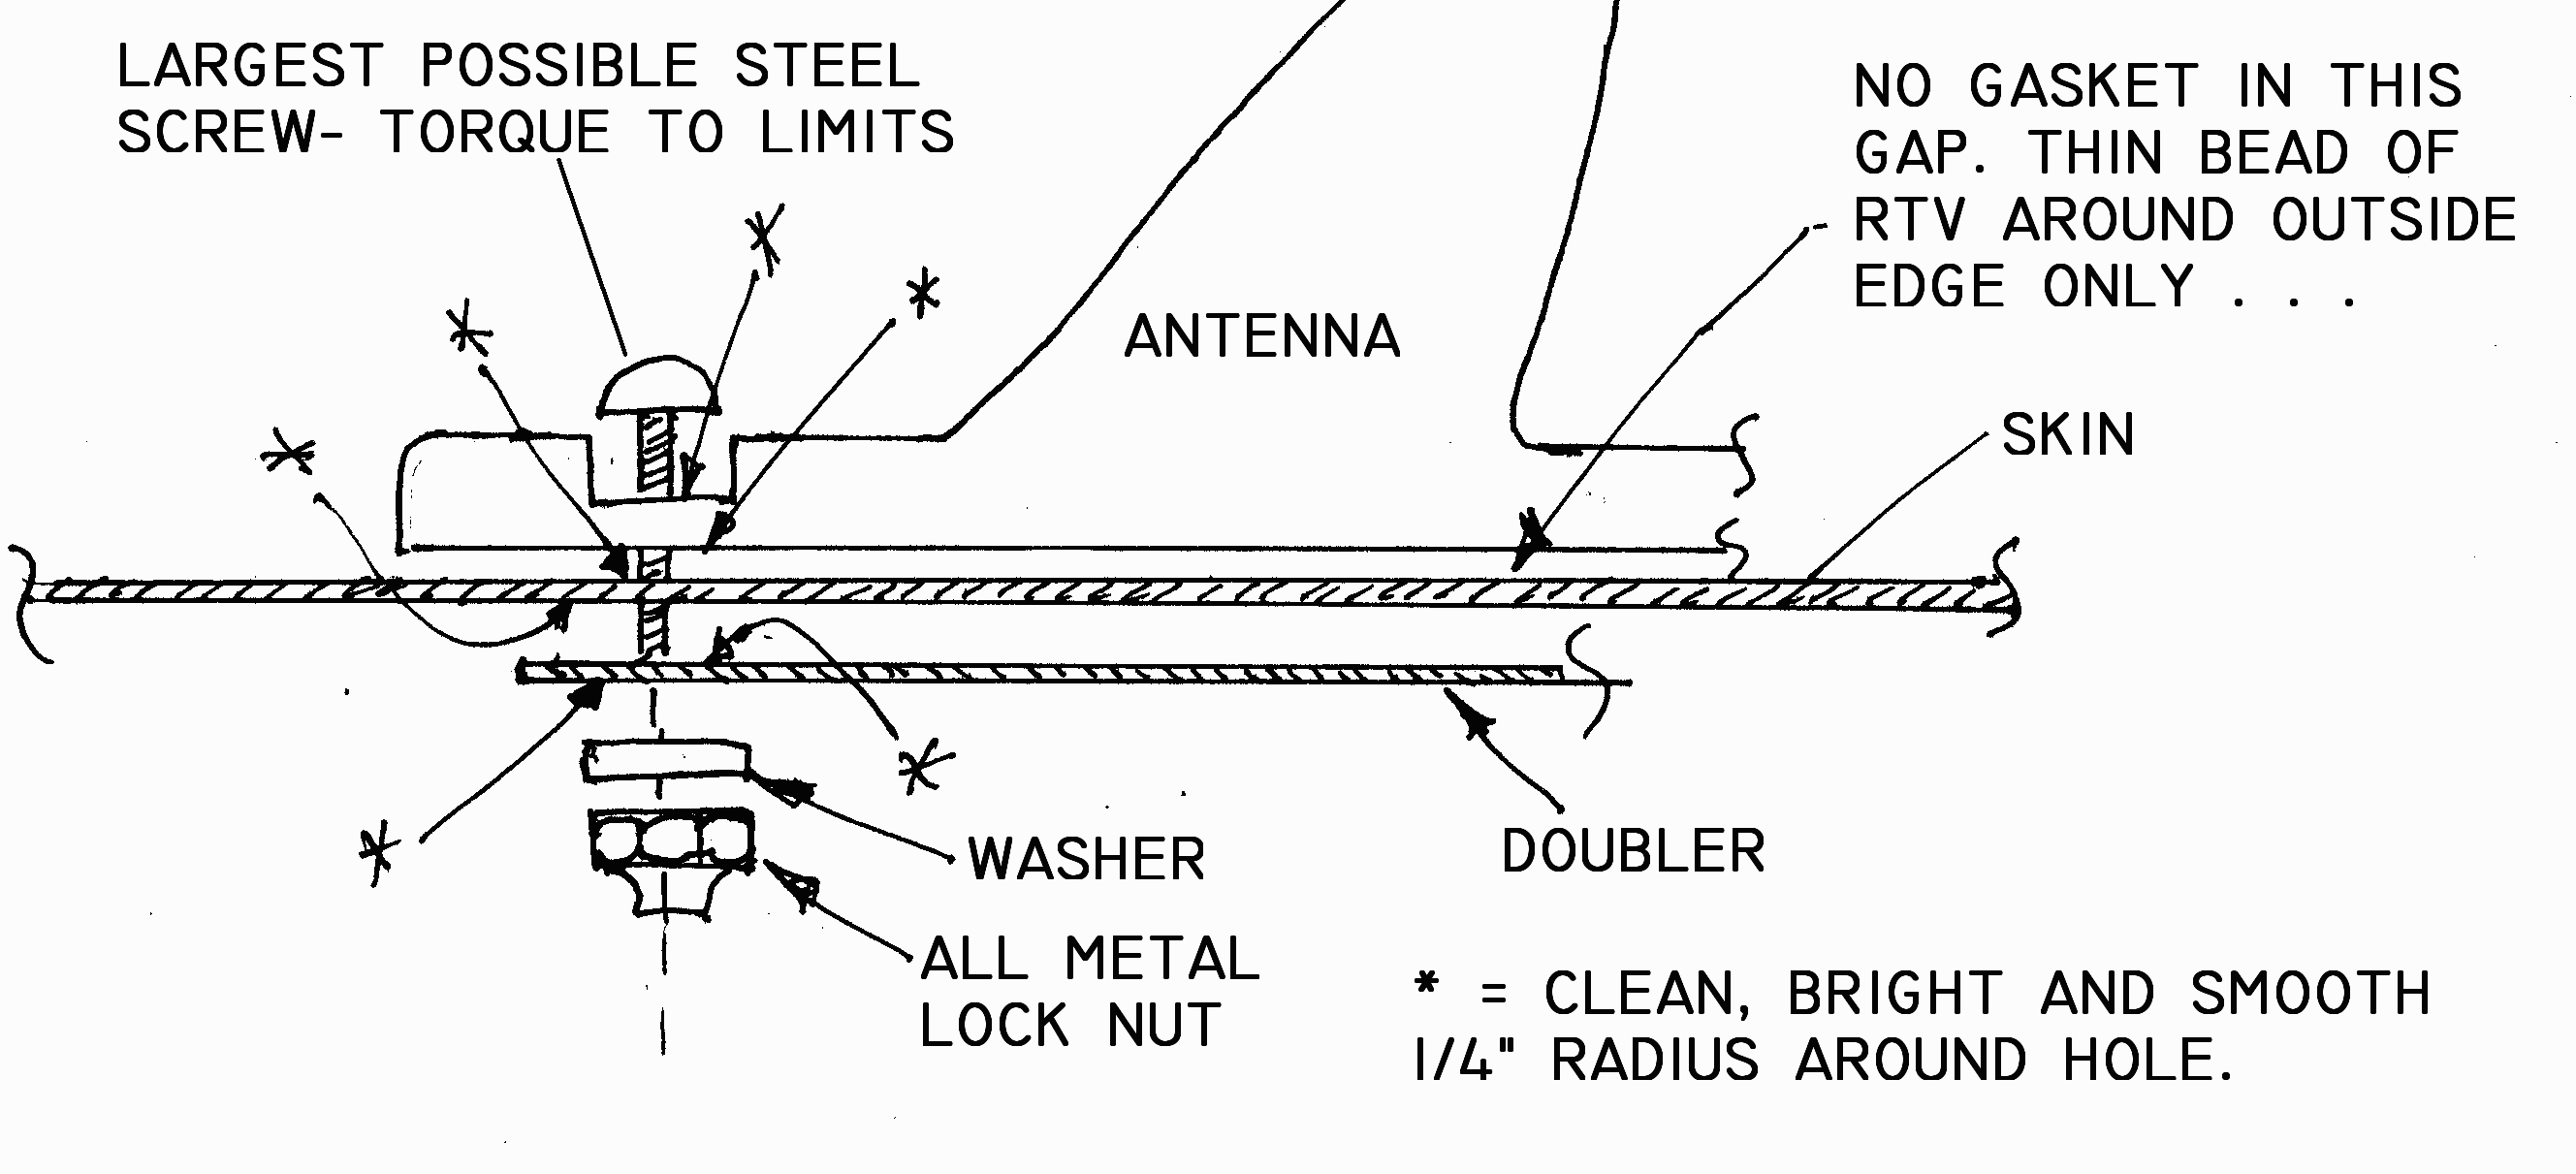 LARGEST POSSIBLE STEEL
SCREW- TORQUE TO LIMITS
NO GASKET IN THIS
GAP. THIN BEAD OF
RTV AROUND OUTSIDE
EDGE ONLY . . .
*
*
*
*
ANTENNA
SKIN
*
*
WASHER
DOUBLER
ALL METAL
LOCK NUT
* = CLEAN, BRIGHT AND SMOOTH
1/4" RADIUS AROUND HOLE.